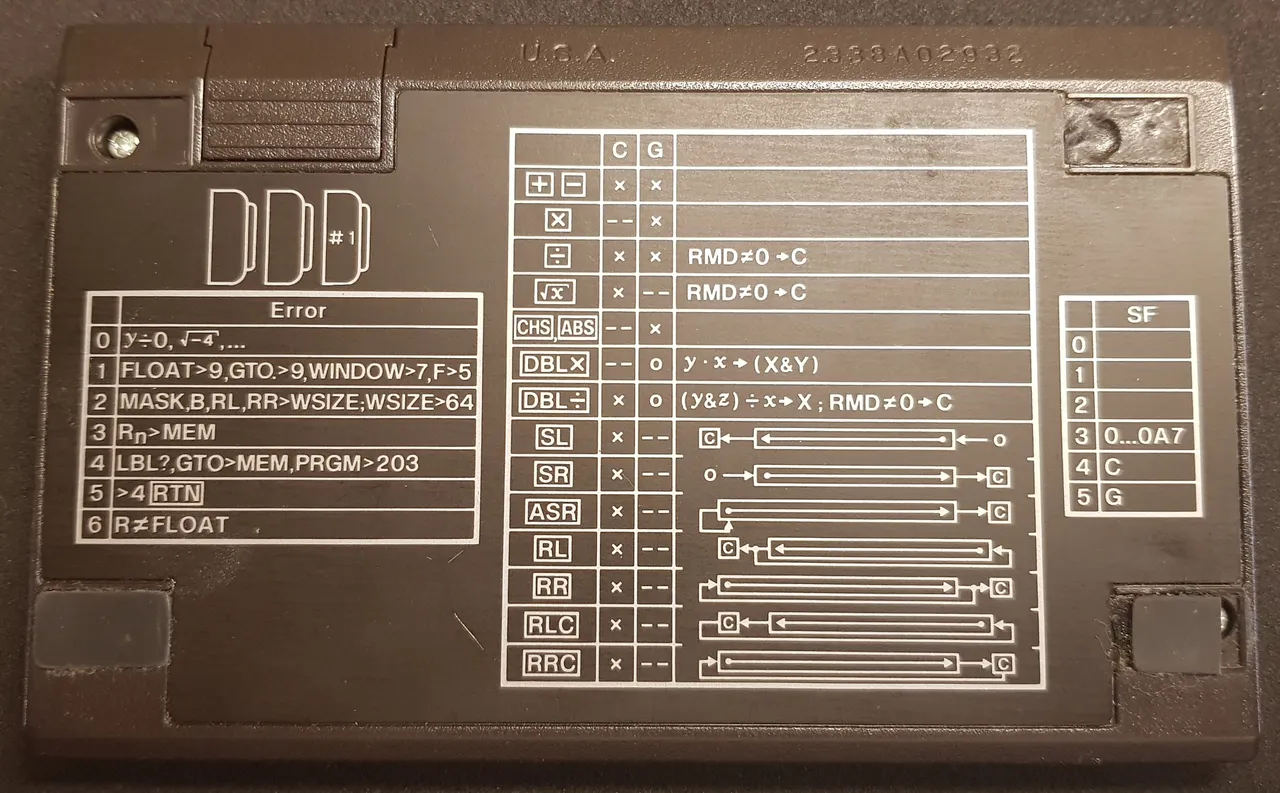 U.S.A. 2338A02932
#1
Error
0 y÷0, √-4,...
1 FLOAT>9,GTO.>9,WINDOW>7,F>5
2 MASK,B,RL,RR>WSIZE;WSIZE>64
3 Rn>MEM
4 LBL?,GTO>MEM,PRGM>203
5 >4 RTN
6 R≠FLOAT
C G
+ − × ×
× -- ×
÷ × × RMD≠0→C
√x × -- RMD≠0→C
CHS,ABS -- ×
DBL× -- o y·x→(X&Y)
DBL÷ × o (y&z)÷x→X;RMD≠0→C
SL × -- C ← ← o
SR × -- o → → C
ASR × -- → C
RL × -- C ←
RR × -- → C
RLC × -- C ←
RRC × -- → C
SF
0
1
2
3 0...0A7
4 C
5 G